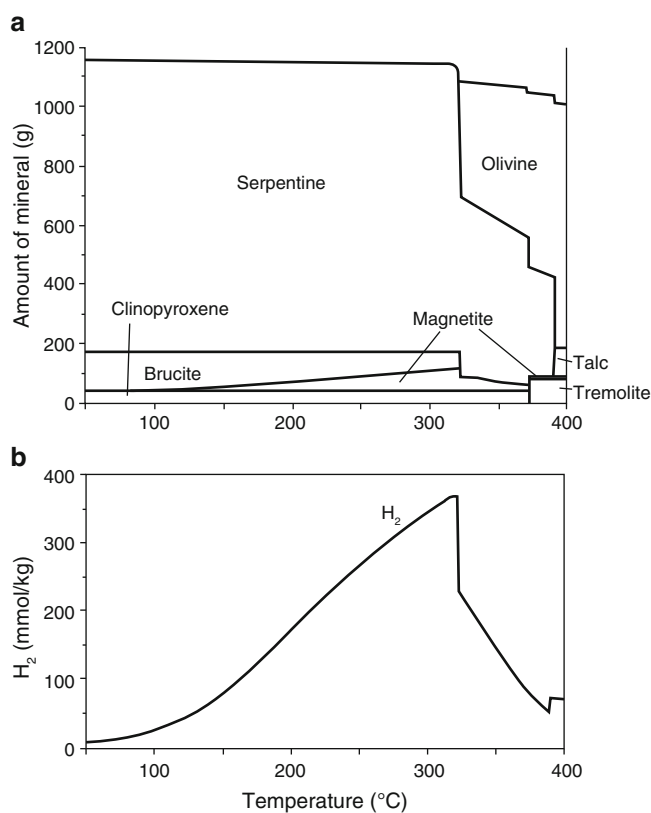 a
1200
1000
800
600
400
200
0
Amount of mineral (g)
Olivine
Serpentine
Clinopyroxene
Magnetite
Brucite
Talc
Tremolite
100
200
300
400
b
400
300
200
100
0
H₂ (mmol/kg)
H₂
100
200
300
400
Temperature (°C)